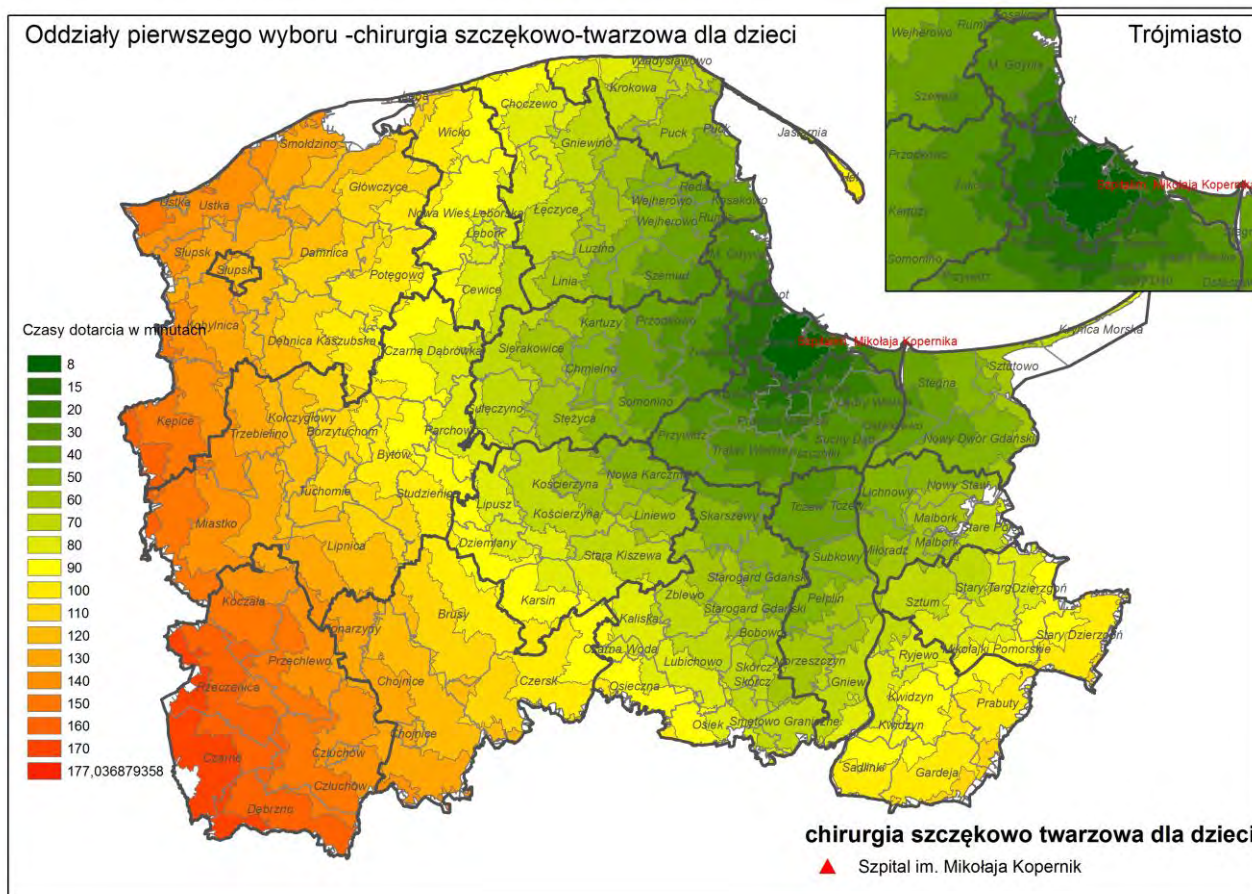 Oddziały pierwszego wyboru -chirurgia szczękowo-twarzowa dla dzieci
Trójmiasto
Wejherowo
M. Gdynia
Szemud
Przodkowo
Kartuzy
Somonino
Przywidz
Szpital im. Mikołaja Kopernika
Władysławowo
Krokowa
Choczewo
Wicko
Puck
Puck
Jastarnia
Hel
Gniewino
Smołdzino
Główczyce
Ustka
Ustka
Nowa Wieś Lęborska
Łęczyce
Wejherowo
Reda
Kosakowo
Wejherowo
Rumia
Lębork
Luzino
Słupsk
Słupsk
Damnica
Potęgowo
Cewice
Linia
Szemud
M. Gdynia
Czasy dotarcia w minutach
8
15
20
30
40
50
60
70
80
90
100
110
120
130
140
150
160
170
177,036879358
Kobylnica
Dębnica Kaszubska
Czarna Dąbrówka
Sierakowice
Kartuzy
Przodkowo
Chmielno
Szpital im. Mikołaja Kopernika
Krynica Morska
Sztutowo
Stegna
Kępice
Trzebielino
Kołczygłowy
Borzytuchom
Parchowo
Sulęczyno
Stężyca
Somonino
Przywidz
Bytów
Trąbki Wielkie
Suchy Dąb
Nowy Dwór Gdański
Tuchomie
Studzienice
Lipusz
Kościerzyna
Nowa Karczma
Kościerzyna
Liniewo
Skarszewy
Tczew
Tczew
Lichnowy
Nowy Staw
Malbork
Stare Pole
Malbork
Miastko
Lipnica
Dziemiany
Stara Kiszewa
Subkowy
Miłoradz
Koczała
Konarzyny
Brusy
Karsin
Zblewo
Starogard Gdański
Starogard Gdański
Pelplin
Sztum
Stary Targ
Dzierzgoń
Kaliska
Bobowo
Stary Dzierzgoń
Mikołajki Pomorskie
Ryjewo
Przechlewo
Rzeczenica
Chojnice
Czersk
Czarna Woda
Lubichowo
Skórcz
Skórcz
Morzeszczyn
Osieczna
Gniew
Kwidzyn
Kwidzyn
Prabuty
Osiek
Smętowo Graniczne
Chojnice
Czarne
Człuchów
Człuchów
Debrzno
Sadlinki
Gardeja
chirurgia szczękowo twarzowa dla dzieci
Szpital im. Mikołaja Kopernik